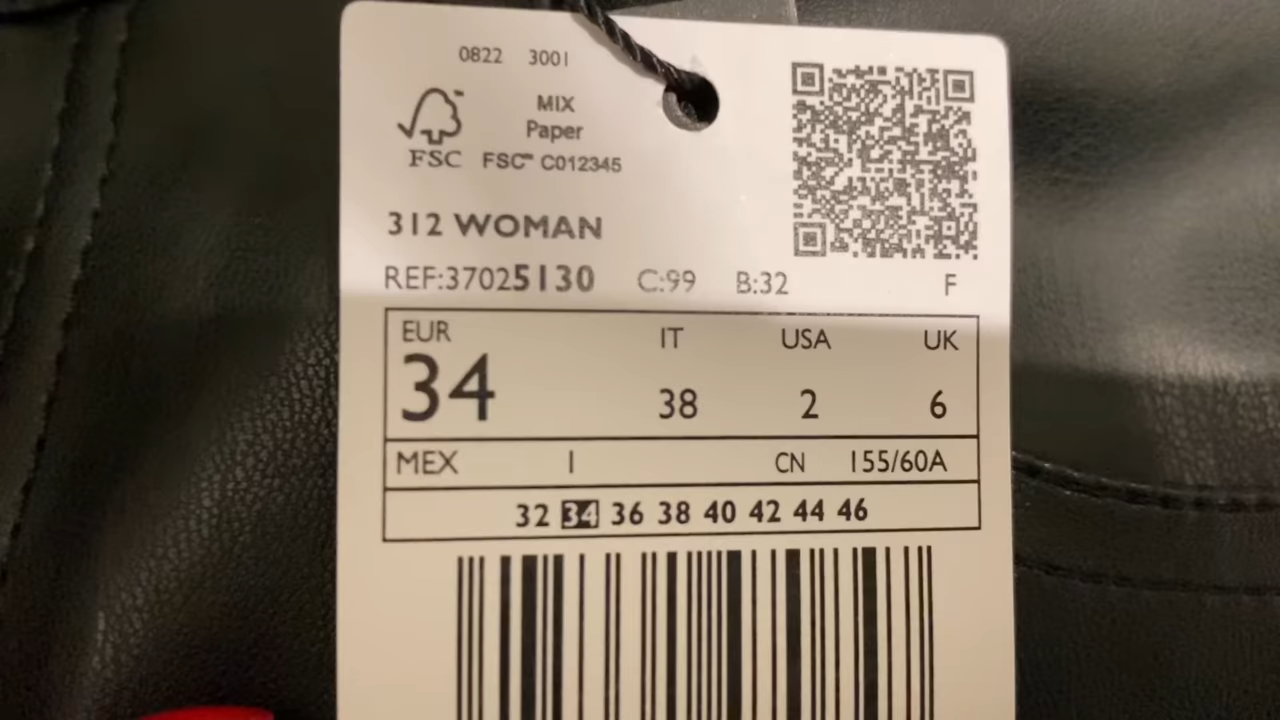 0822 3001
MIX
Paper
FSC FSC™ C012345
312 WOMAN
REF:37025130 C:99 B:32 F
EUR IT USA UK
34 38 2 6
MEX 1 CN 155/60A
32 34 36 38 40 42 44 46